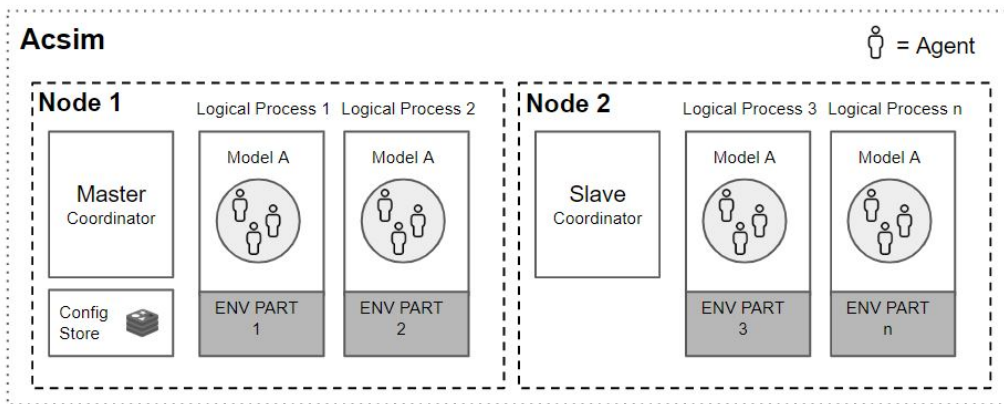 Acsim
= Agent
Node 1
Logical Process 1
Logical Process 2
Master
Coordinator
Model A
Model A
Config
Store
ENV PART
1
ENV PART
2
Node 2
Logical Process 3
Logical Process n
Slave
Coordinator
Model A
Model A
ENV PART
3
ENV PART
n